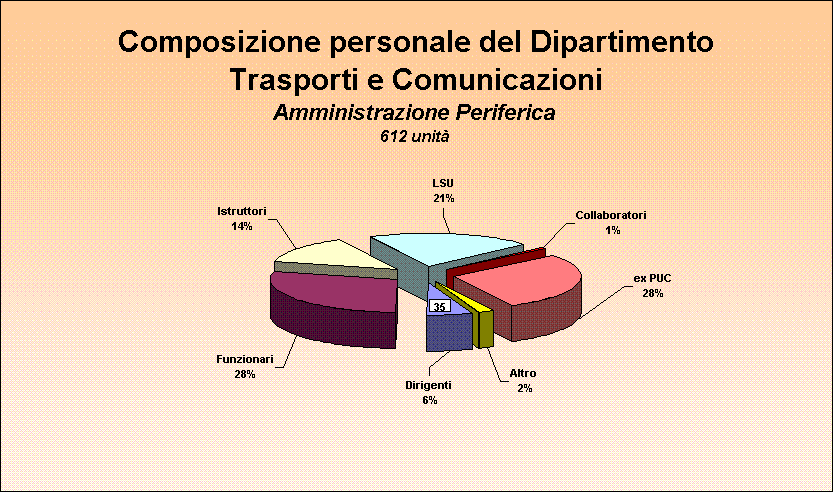 Composizione personale del Dipartimento
Trasporti e Comunicazioni
Amministrazione Periferica
612 unità
LSU
21%
Istruttori
14%
Collaboratori
1%
ex PUC
28%
35
Funzionari
28%
Dirigenti
6%
Altro
2%